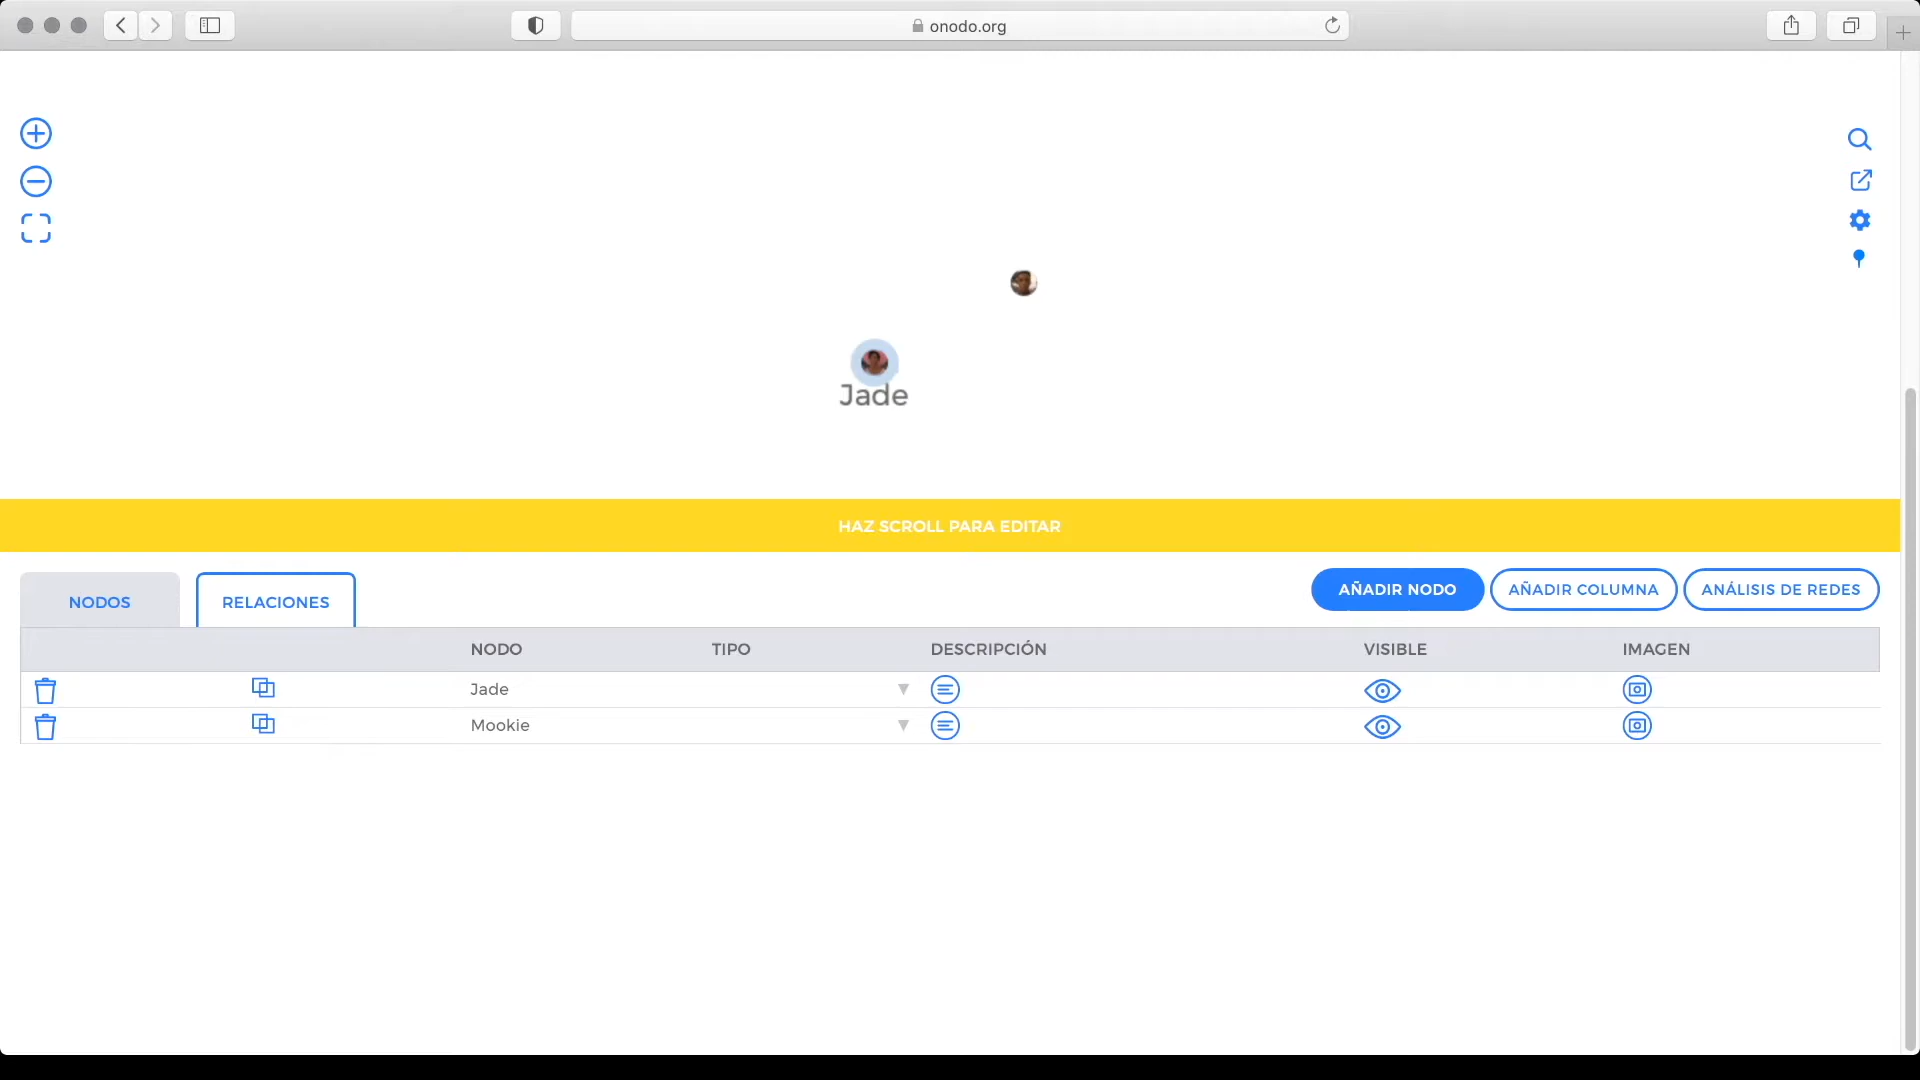 onodo.org
Jade
HAZ SCROLL PARA EDITAR
NODOS
RELACIONES
AÑADIR NODO
AÑADIR COLUMNA
ANÁLISIS DE REDES
NODO
TIPO
DESCRIPCIÓN
VISIBLE
IMAGEN
Jade
Mookie